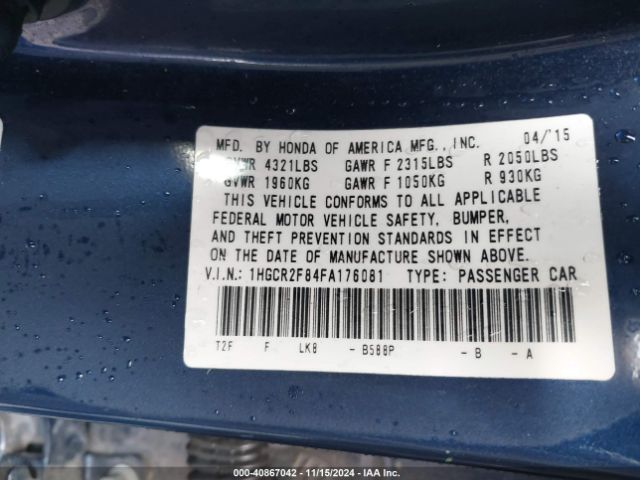 MFD. BY HONDA OF AMERICA MFG., INC. 04/'15
GVWR 4321LBS GAWR F 2315LBS R 2050LBS
GVWR 1960KG GAWR F 1050KG R 930KG
THIS VEHICLE CONFORMS TO ALL APPLICABLE
FEDERAL MOTOR VEHICLE SAFETY, BUMPER,
AND THEFT PREVENTION STANDARDS IN EFFECT
ON THE DATE OF MANUFACTURE SHOWN ABOVE.
V.I.N.: 1HGCR2F84FA176081 TYPE: PASSENGER CAR
T2F F LK8 - B588P - B - A
000-40867042 - 11/15/2024 - IAA Inc.